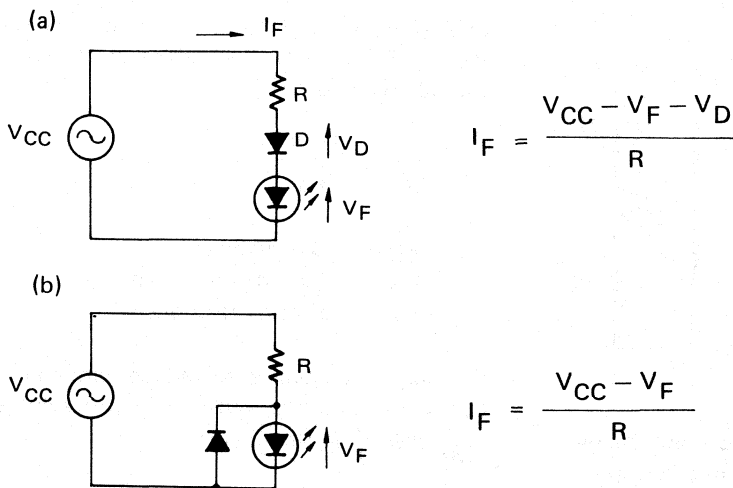 (a)
I_F
R
V_CC
D
V_D
V_F
I_F = (V_CC − V_F − V_D) / R
(b)
R
V_CC
V_F
I_F = (V_CC − V_F) / R